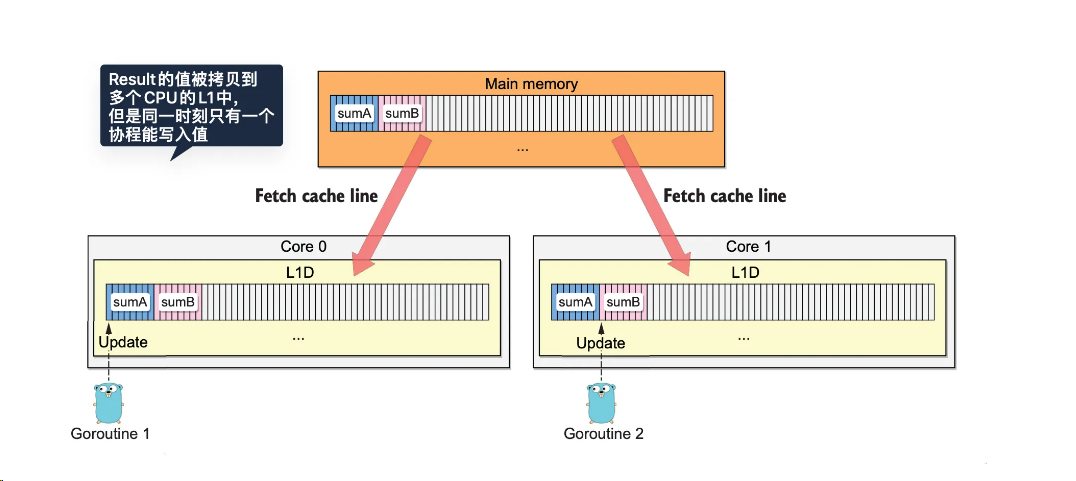 Result的值被拷贝到
多个CPU的L1中，
但是同一时刻只有一个
协程能写入值
Main memory
sumA sumB
...
Fetch cache line
Fetch cache line
Core 0
L1D
sumA sumB
...
Update
Goroutine 1
Core 1
L1D
sumA sumB
...
Update
Goroutine 2